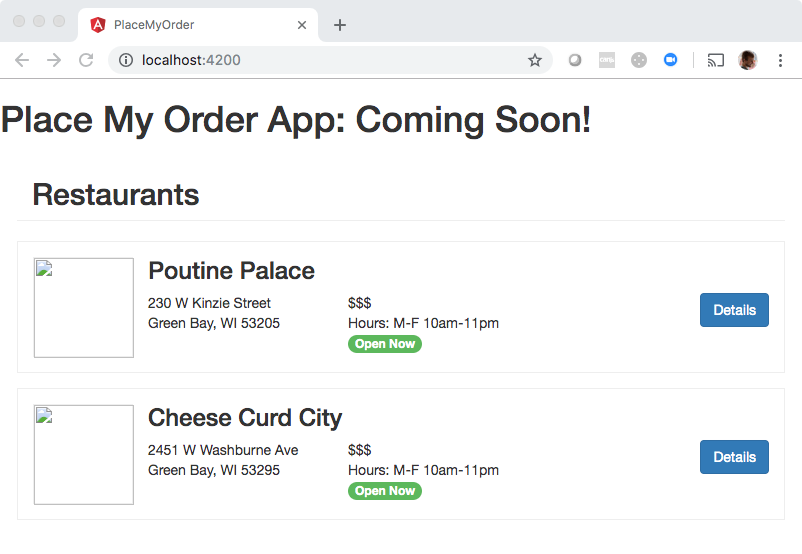 PlaceMyOrder
localhost:4200
Place My Order App: Coming Soon!
Restaurants
Poutine Palace
230 W Kinzie Street
Green Bay, WI 53205
$$$
Hours: M-F 10am-11pm
Open Now
Details
Cheese Curd City
2451 W Washburne Ave
Green Bay, WI 53295
$$$
Hours: M-F 10am-11pm
Open Now
Details